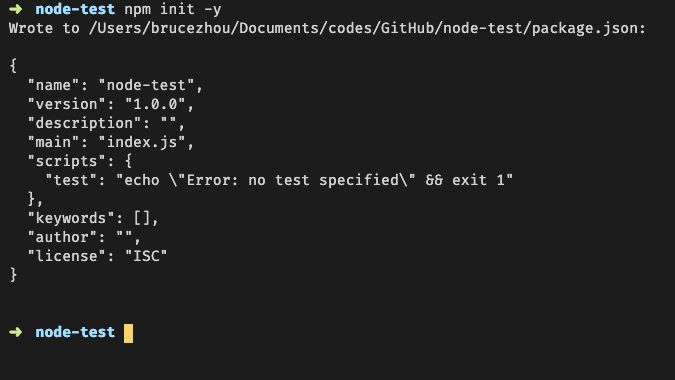 ➜ node-test npm init -y
Wrote to /Users/brucezhou/Documents/codes/GitHub/node-test/package.json:
{
  "name": "node-test",
  "version": "1.0.0",
  "description": "",
  "main": "index.js",
  "scripts": {
    "test": "echo \"Error: no test specified\" && exit 1"
  },
  "keywords": [],
  "author": "",
  "license": "ISC"
}
➜ node-test